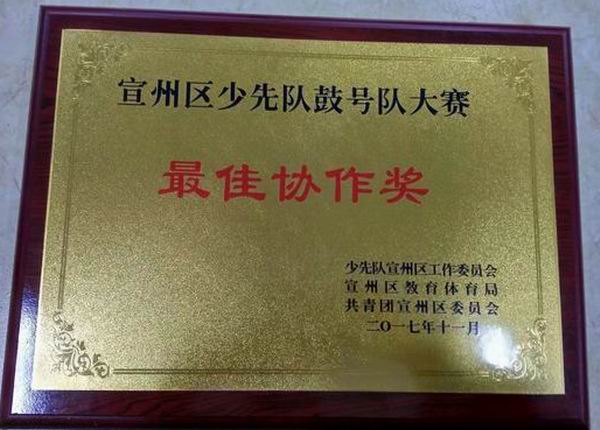 宣州区少先队鼓号队大赛
最佳协作奖
少先队宣州区工作委员会
宣州区教育体育局
共青团宣州区委员会
二〇一七年十一月